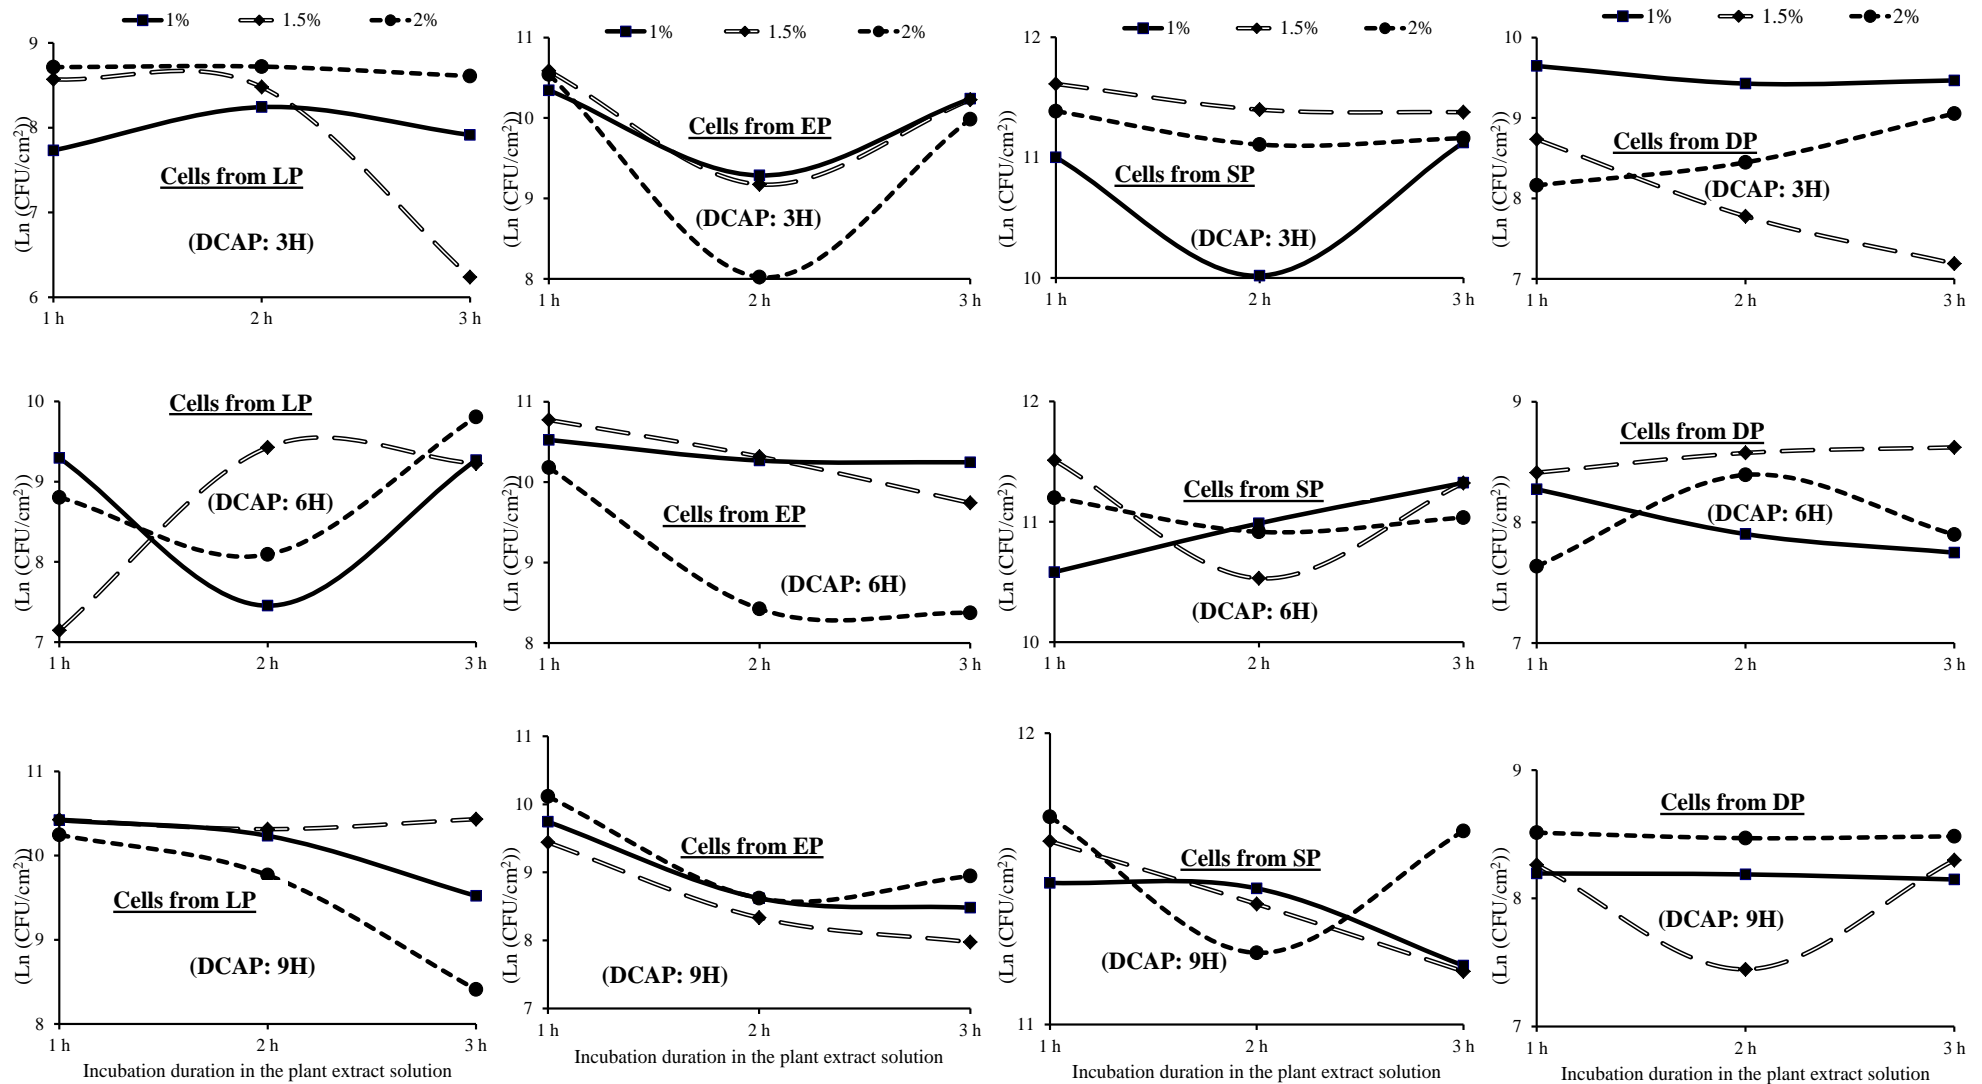 1% 1.5% 2%
(Ln (CFU/cm²))
9
8
7
6
1 h 2 h 3 h
Cells from LP
(DCAP: 3H)
1% 1.5% 2%
(Ln (CFU/cm²))
11
10
9
8
1 h 2 h 3 h
Cells from EP
(DCAP: 3H)
1% 1.5% 2%
(Ln (CFU/cm²))
12
11
10
1 h 2 h 3 h
Cells from SP
(DCAP: 3H)
1% 1.5% 2%
(Ln (CFU/cm²))
10
9
8
7
1 h 2 h 3 h
Cells from DP
(DCAP: 3H)
(Ln (CFU/cm²))
10
9
8
7
1 h 2 h 3 h
Cells from LP
(DCAP: 6H)
(Ln (CFU/cm²))
11
10
9
8
1 h 2 h 3 h
Cells from EP
(DCAP: 6H)
(Ln (CFU/cm²))
12
11
10
1 h 2 h 3 h
Cells from SP
(DCAP: 6H)
(Ln (CFU/cm²))
9
8
7
1 h 2 h 3 h
Cells from DP
(DCAP: 6H)
(Ln (CFU/cm²))
11
10
9
8
1 h 2 h 3 h
Cells from LP
(DCAP: 9H)
Incubation duration in the plant extract solution
(Ln (CFU/cm²))
11
10
9
8
7
1 h 2 h 3 h
Cells from EP
(DCAP: 9H)
Incubation duration in the plant extract solution
(Ln (CFU/cm²))
12
11
1 h 2 h 3 h
Cells from SP
(DCAP: 9H)
Incubation duration in the plant extract solution
(Ln (CFU/cm²))
9
8
7
1 h 2 h 3 h
Cells from DP
(DCAP: 9H)
Incubation duration in the plant extract solution